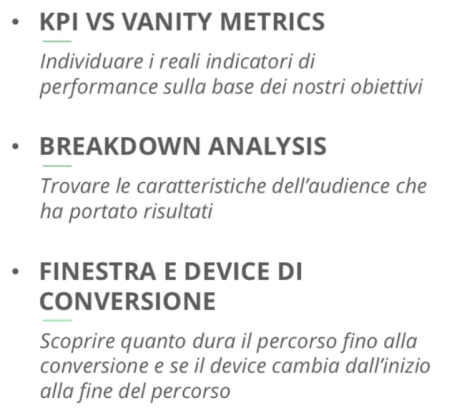 • KPI VS VANITY METRICS
Individuare i reali indicatori di
performance sulla base dei nostri obiettivi
• BREAKDOWN ANALYSIS
Trovare le caratteristiche dell'audience che
ha portato risultati
• FINESTRA E DEVICE DI
CONVERSIONE
Scoprire quanto dura il percorso fino alla
conversione e se il device cambia dall'inizio
alla fine del percorso